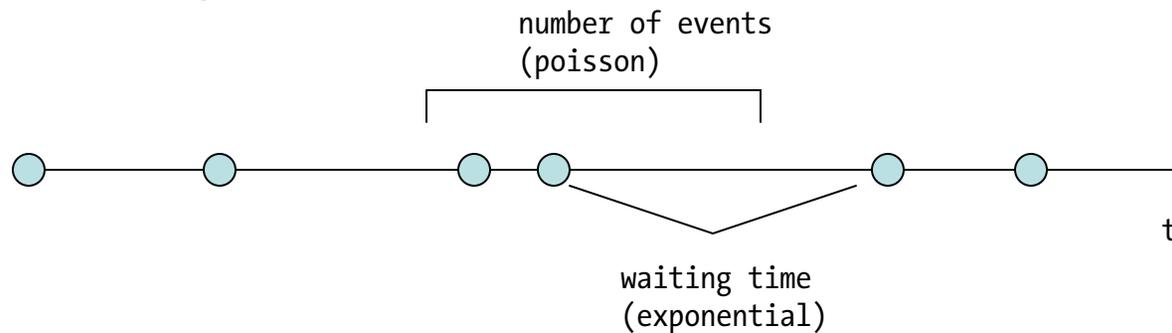 number of events
(poisson)
t
waiting time
(exponential)